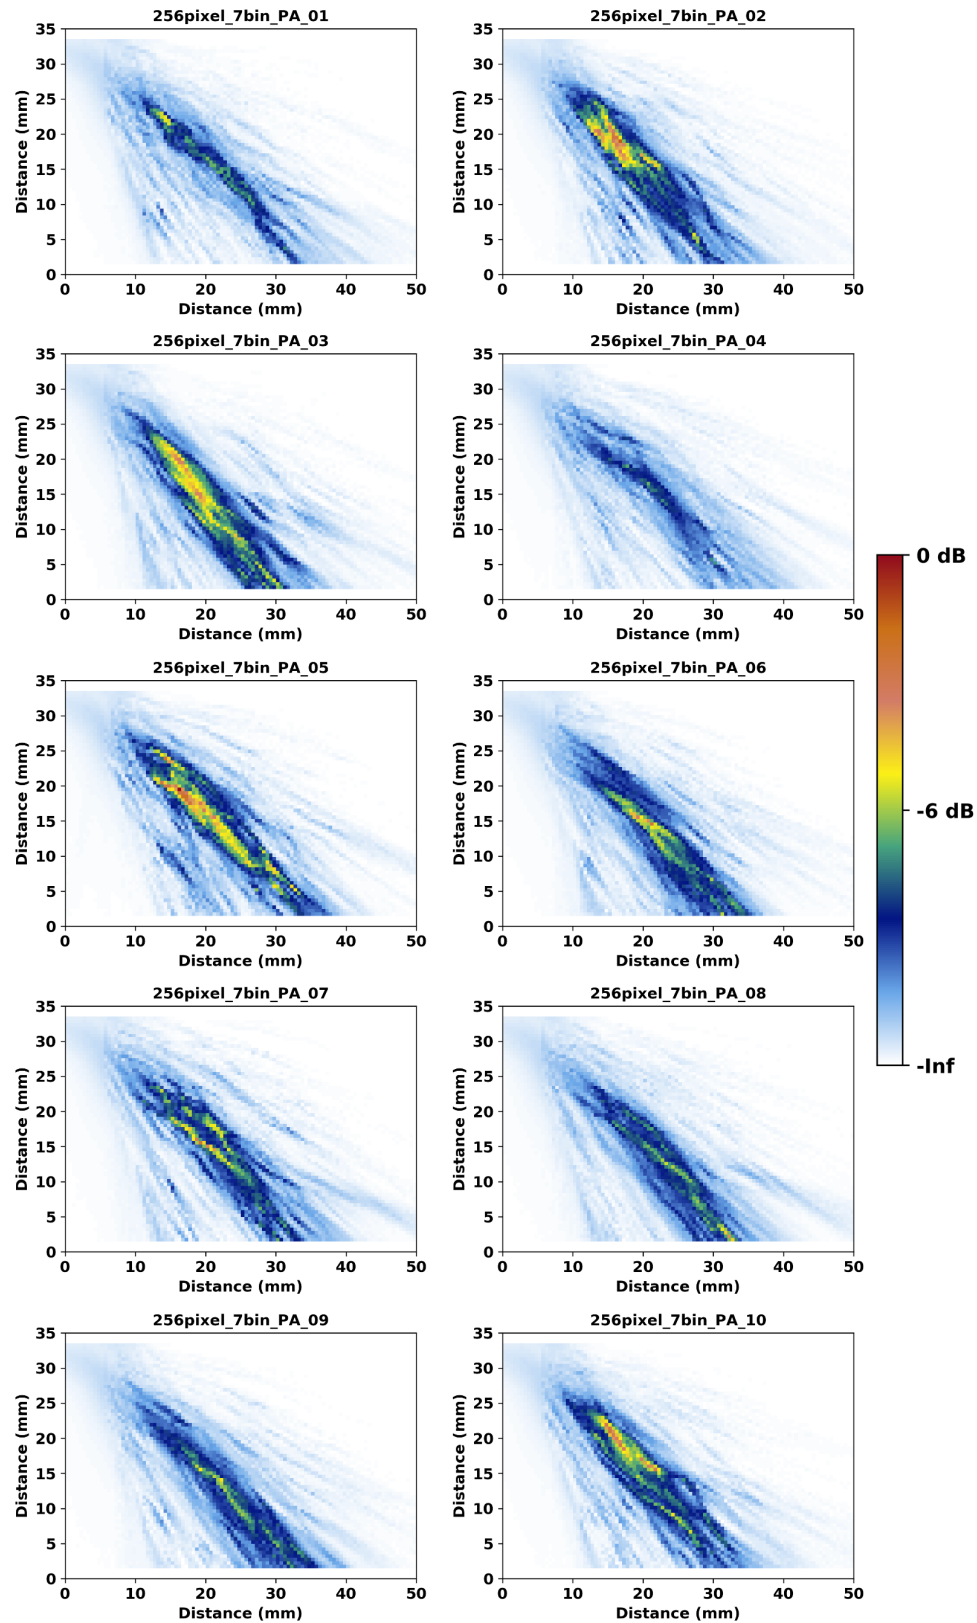 256pixel_7bin_PA_01
35
30
25
20
15
10
5
0
Distance (mm)
0 10 20 30 40 50
Distance (mm)
256pixel_7bin_PA_02
35
30
25
20
15
10
5
0
Distance (mm)
0 10 20 30 40 50
Distance (mm)
256pixel_7bin_PA_03
35
30
25
20
15
10
5
0
Distance (mm)
0 10 20 30 40 50
Distance (mm)
256pixel_7bin_PA_04
35
30
25
20
15
10
5
0
Distance (mm)
0 10 20 30 40 50
Distance (mm)
256pixel_7bin_PA_05
35
30
25
20
15
10
5
0
Distance (mm)
0 10 20 30 40 50
Distance (mm)
256pixel_7bin_PA_06
35
30
25
20
15
10
5
0
Distance (mm)
0 10 20 30 40 50
Distance (mm)
256pixel_7bin_PA_07
35
30
25
20
15
10
5
0
Distance (mm)
0 10 20 30 40 50
Distance (mm)
256pixel_7bin_PA_08
35
30
25
20
15
10
5
0
Distance (mm)
0 10 20 30 40 50
Distance (mm)
256pixel_7bin_PA_09
35
30
25
20
15
10
5
0
Distance (mm)
0 10 20 30 40 50
Distance (mm)
256pixel_7bin_PA_10
35
30
25
20
15
10
5
0
Distance (mm)
0 10 20 30 40 50
Distance (mm)
0 dB
-6 dB
-Inf